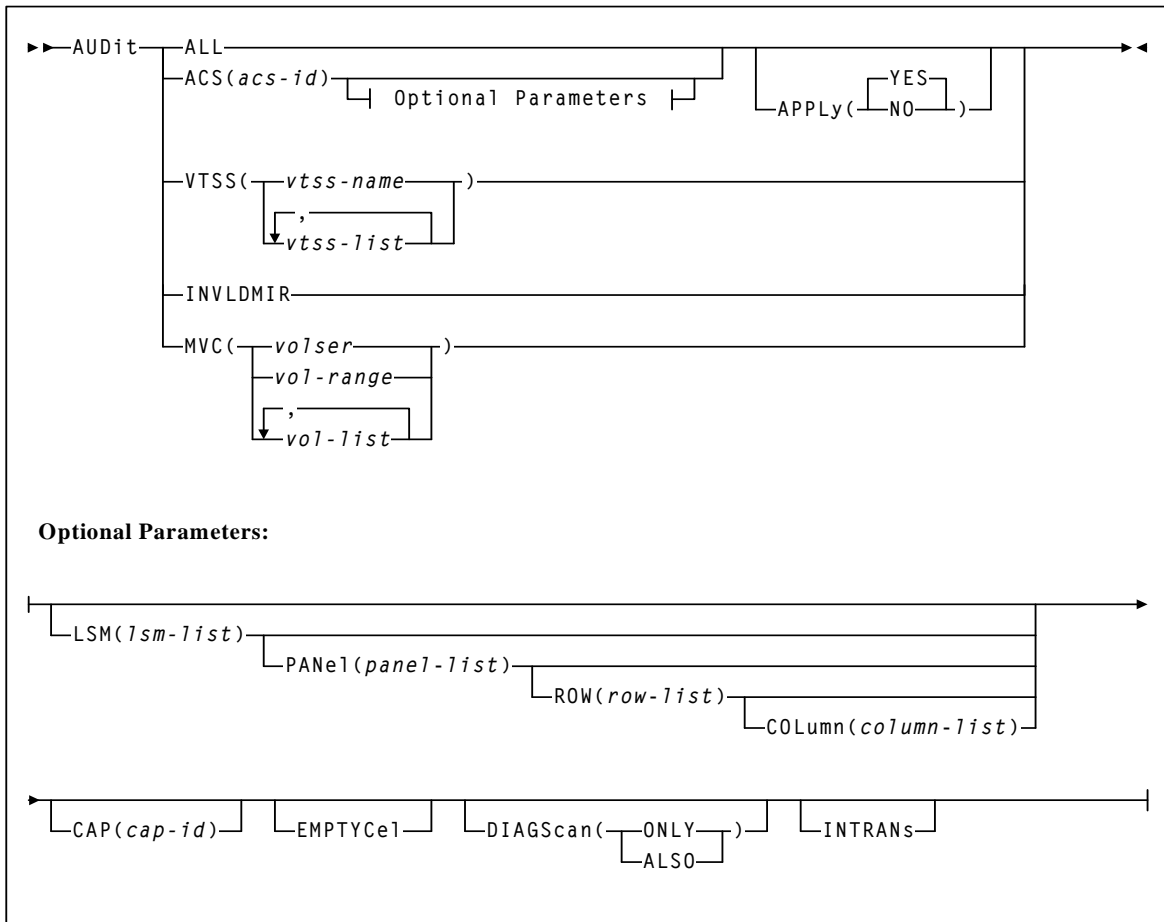 AUDit ALL
ACS(acs-id) Optional Parameters YES
APPLy( NO )
VTSS( vtss-name )
,
vtss-list
INVLDMIR
MVC( volser )
vol-range
,
vol-list
Optional Parameters:
LSM(lsm-list)
PANel(panel-list)
ROW(row-list)
COLumn(column-list)
CAP(cap-id) EMPTYCel DIAGScan( ONLY ) INTRANs
ALSO